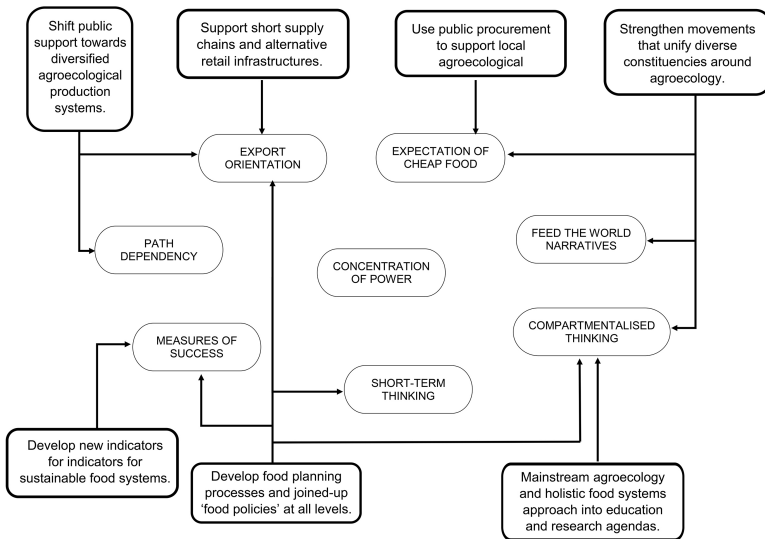 Shift public
support towards
diversified
agroecological
production
systems.
Support short supply
chains and alternative
retail infrastructures.
Use public procurement
to support local
agroecological
Strengthen movements
that unify diverse
constituencies around
agroecology.
EXPORT
ORIENTATION
EXPECTATION OF
CHEAP FOOD
PATH
DEPENDENCY
FEED THE WORLD
NARRATIVES
CONCENTRATION
OF POWER
MEASURES OF
SUCCESS
COMPARTMENTALISED
THINKING
SHORT-TERM
THINKING
Develop new indicators
for indicators for
sustainable food systems.
Develop food planning
processes and joined-up
‘food policies’ at all levels.
Mainstream agroecology
and holistic food systems
approach into education
and research agendas.